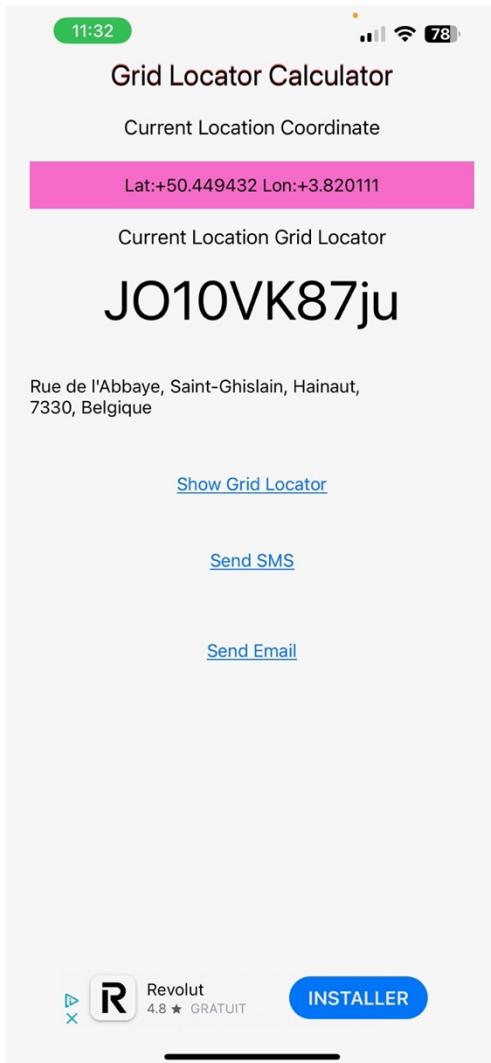 11:32
78
Grid Locator Calculator
Current Location Coordinate
Lat:+50.449432 Lon:+3.820111
Current Location Grid Locator
JO10VK87ju
Rue de l'Abbaye, Saint-Ghislain, Hainaut,
7330, Belgique
Show Grid Locator
Send SMS
Send Email
R
Revolut
4.8 ★ GRATUIT
INSTALLER